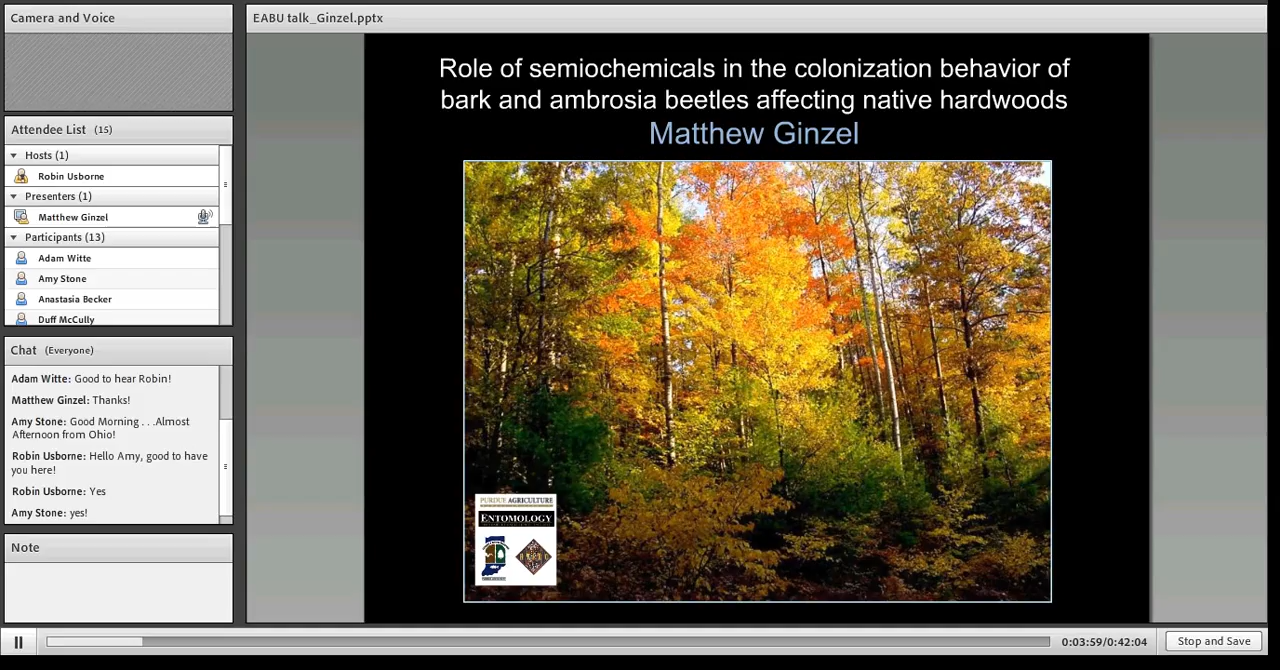 Camera and Voice
Attendee List (15)
Hosts (1)
Robin Usborne
Presenters (1)
Matthew Ginzel
Participants (13)
Adam Witte
Amy Stone
Anastasia Becker
Duff McCully
Chat (Everyone)
Adam Witte: Good to hear Robin!
Matthew Ginzel: Thanks!
Amy Stone: Good Morning . . .Almost
Afternoon from Ohio!
Robin Usborne: Hello Amy, good to have
you here!
Robin Usborne: Yes
Amy Stone: yes!
Note
EABU talk_Ginzel.pptx
Role of semiochemicals in the colonization behavior of
bark and ambrosia beetles affecting native hardwoods
Matthew Ginzel
PURDUE AGRICULTURE
ENTOMOLOGY
0:03:59/0:42:04
Stop and Save